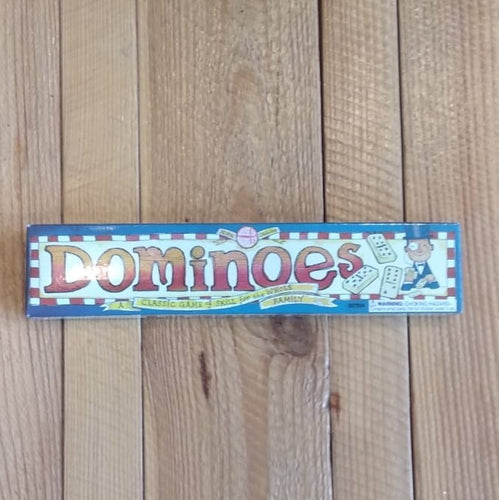 Dominoes
A CLASSIC GAME of SKILL for the WHOLE FAMILY
WARNING: CHOKING HAZARD